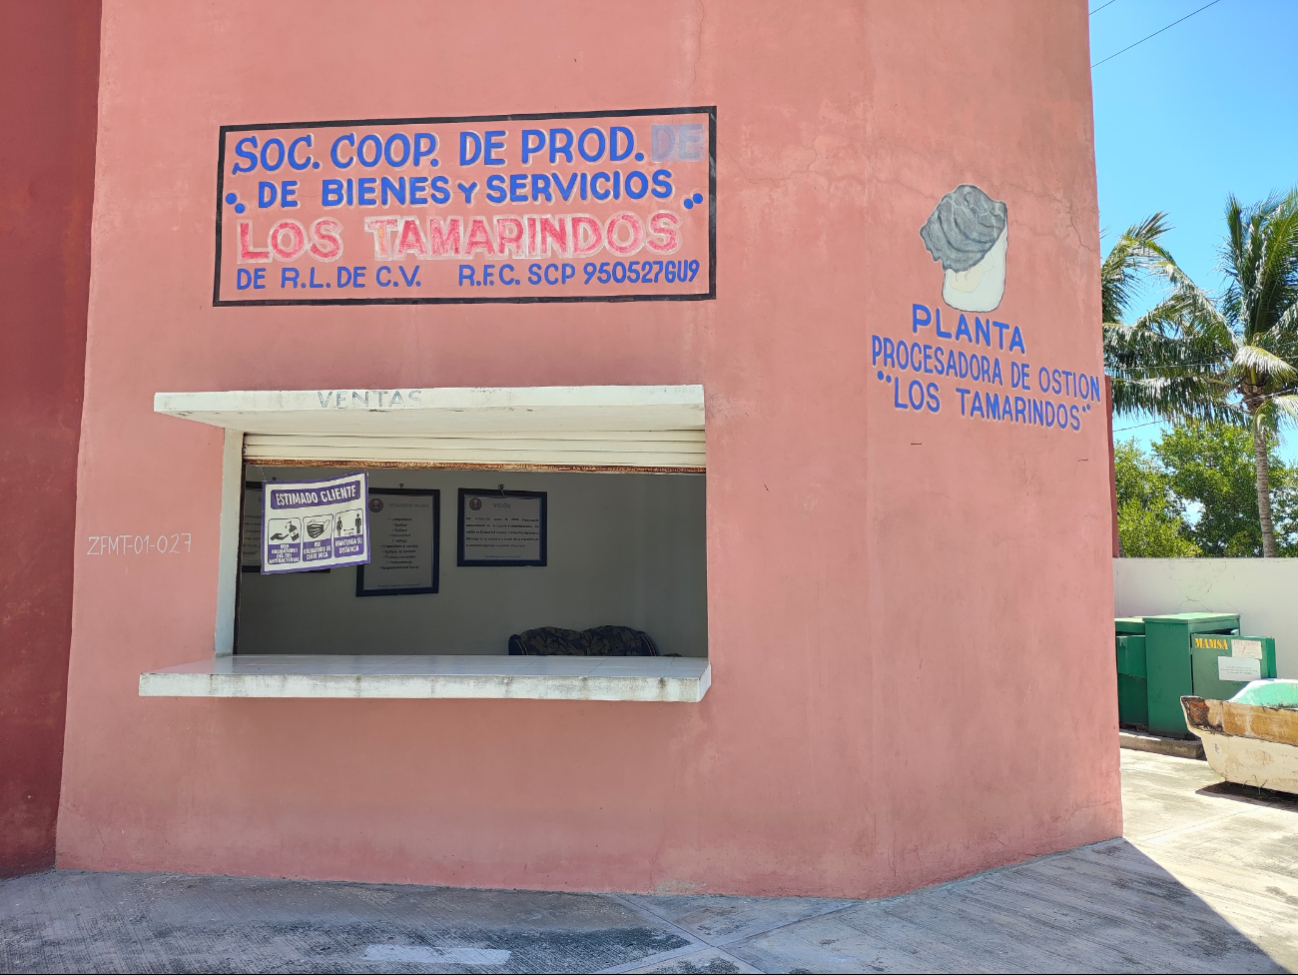 SOC. COOP. DE PROD. DE
DE BIENES Y SERVICIOS
LOS TAMARINDOS
DE R.L. DE C.V. R.F.C. SCP 950527GU9
PLANTA
PROCESADORA DE OSTION
"LOS TAMARINDOS"
VENTAS
ESTIMADO CLIENTE
ZFMT-01-027
MAMSA